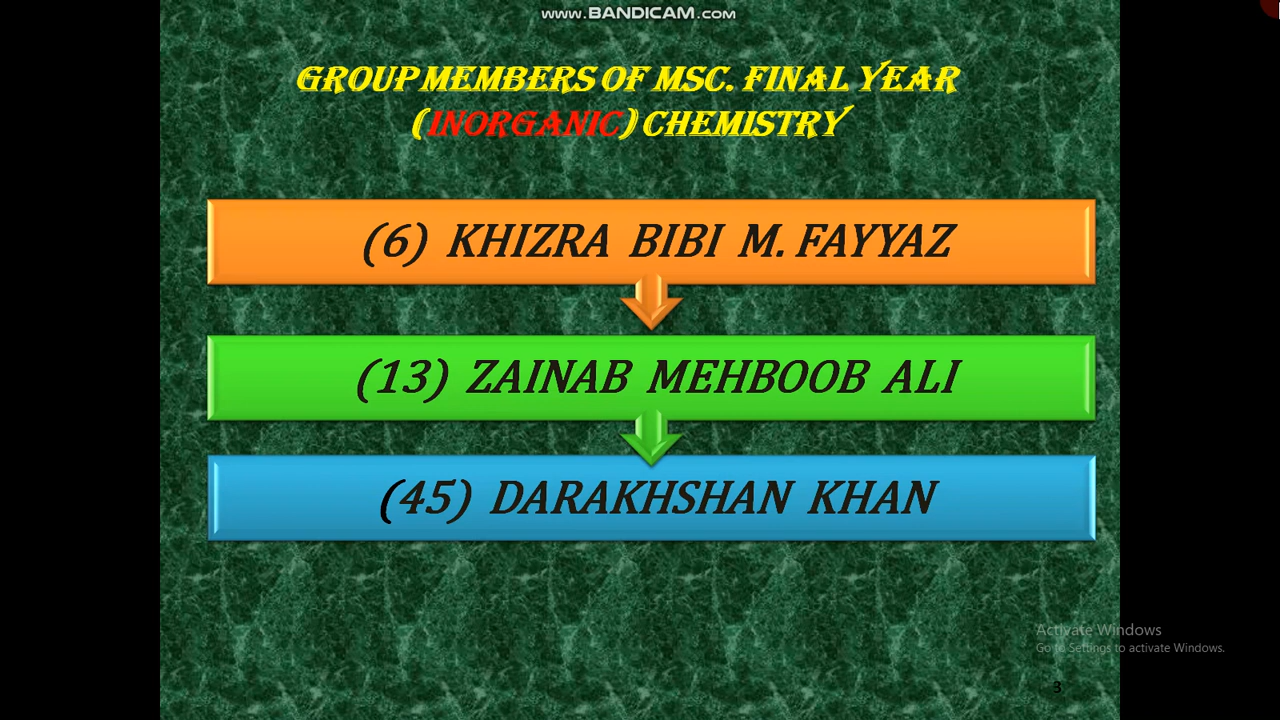 www.BANDICAM.com
GROUP MEMBERS OF MSC. FINAL YEAR
(INORGANIC) CHEMISTRY
(6) KHIZRA BIBI M. FAYYAZ
(13) ZAINAB MEHBOOB ALI
(45) DARAKHSHAN KHAN
Activate Windows
Go to Settings to activate Windows.
3